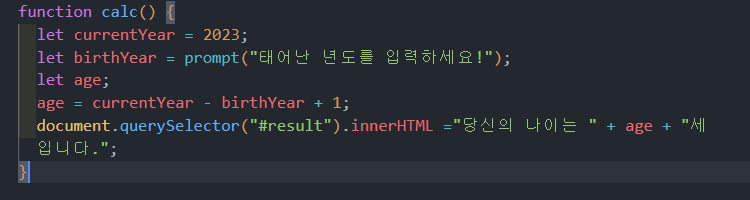 function calc() {
let currentYear = 2023;
let birthYear = prompt("태어난 년도를 입력하세요!");
let age;
age = currentYear - birthYear + 1;
document.querySelector("#result").innerHTML ="당신의 나이는 " + age + "세
입니다.";
}